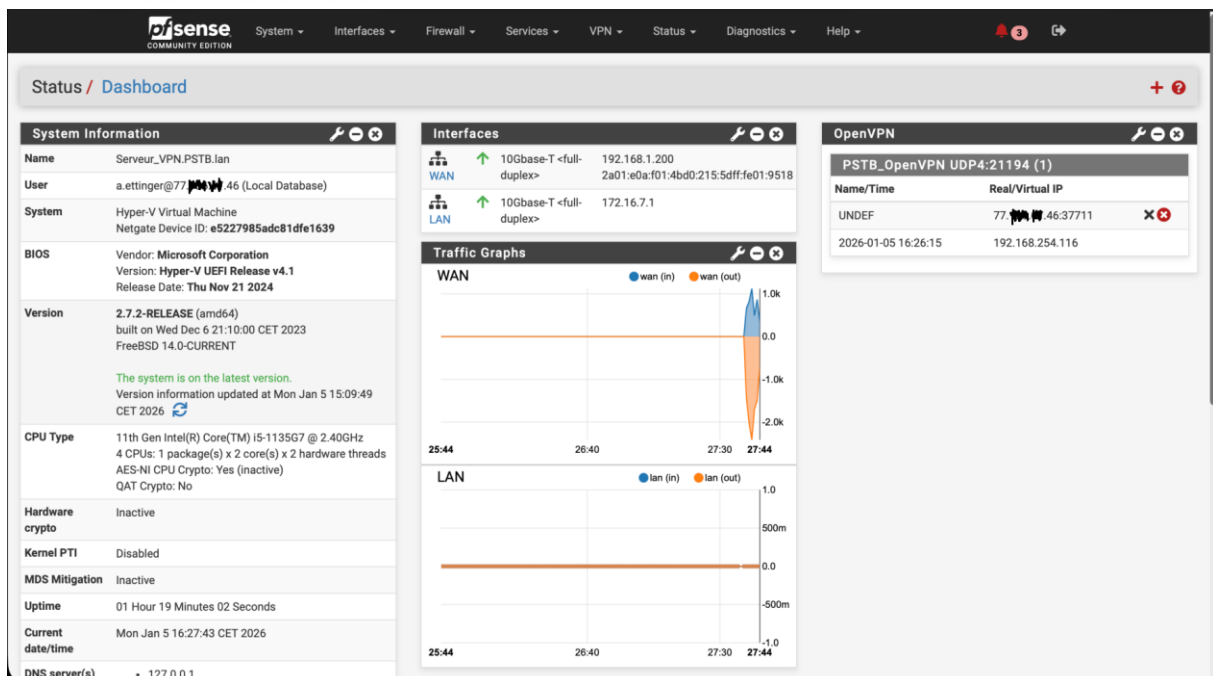 pfsense
COMMUNITY EDITION
System
Interfaces
Firewall
Services
VPN
Status
Diagnostics
Help
3
Status / Dashboard
System Information
Name Serveur_VPN.PSTB.lan
User a.ettinger@77. .46 (Local Database)
System Hyper-V Virtual Machine
Netgate Device ID: e5227985adc81dfe1639
BIOS Vendor: Microsoft Corporation
Version: Hyper-V UEFI Release v4.1
Release Date: Thu Nov 21 2024
Version 2.7.2-RELEASE (amd64)
built on Wed Dec 6 21:10:00 CET 2023
FreeBSD 14.0-CURRENT
The system is on the latest version.
Version information updated at Mon Jan 5 15:09:49
CET 2026
CPU Type 11th Gen Intel(R) Core(TM) i5-1135G7 @ 2.40GHz
4 CPUs: 1 package(s) x 2 core(s) x 2 hardware threads
AES-NI CPU Crypto: Yes (inactive)
QAT Crypto: No
Hardware crypto Inactive
Kernel PTI Disabled
MDS Mitigation Inactive
Uptime 01 Hour 19 Minutes 02 Seconds
Current date/time Mon Jan 5 16:27:43 CET 2026
DNS server(s) • 127.0.0.1
Interfaces
WAN 10Gbase-T <full-duplex> 192.168.1.200
2a01:e0a:f01:4bd0:215:5dff:fe01:9518
LAN 10Gbase-T <full-duplex> 172.16.7.1
Traffic Graphs
WAN
wan (in) wan (out)
1.0k
0.0
-1.0k
-2.0k
25:44 26:40 27:30 27:44
LAN
lan (in) lan (out)
1.0
500m
0.0
-500m
-1.0
25:44 26:40 27:30 27:44
OpenVPN
PSTB_OpenVPN UDP4:21194 (1)
Name/Time Real/Virtual IP
UNDEF 77. .46:37711
2026-01-05 16:26:15 192.168.254.116